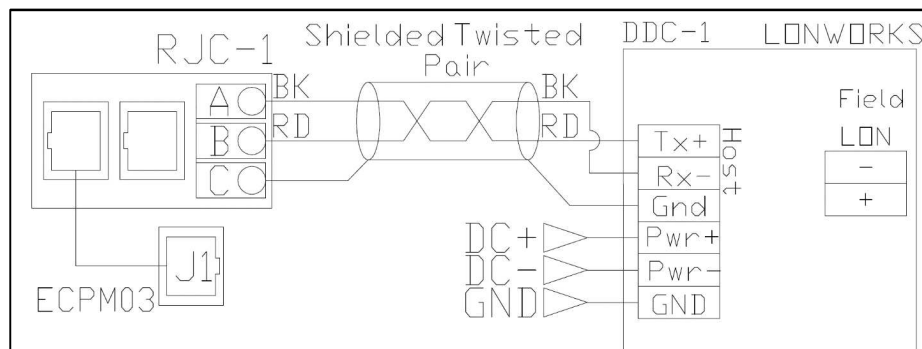 RJC-1
Shielded Twisted
Pair
DDC-1
LONWORKS
A
BK
BK
B
RD
RD
C
Field
LON
-
+
Host
Tx+
Rx-
Gnd
Pwr+
Pwr-
GND
DC+
DC-
GND
J1
ECPM03